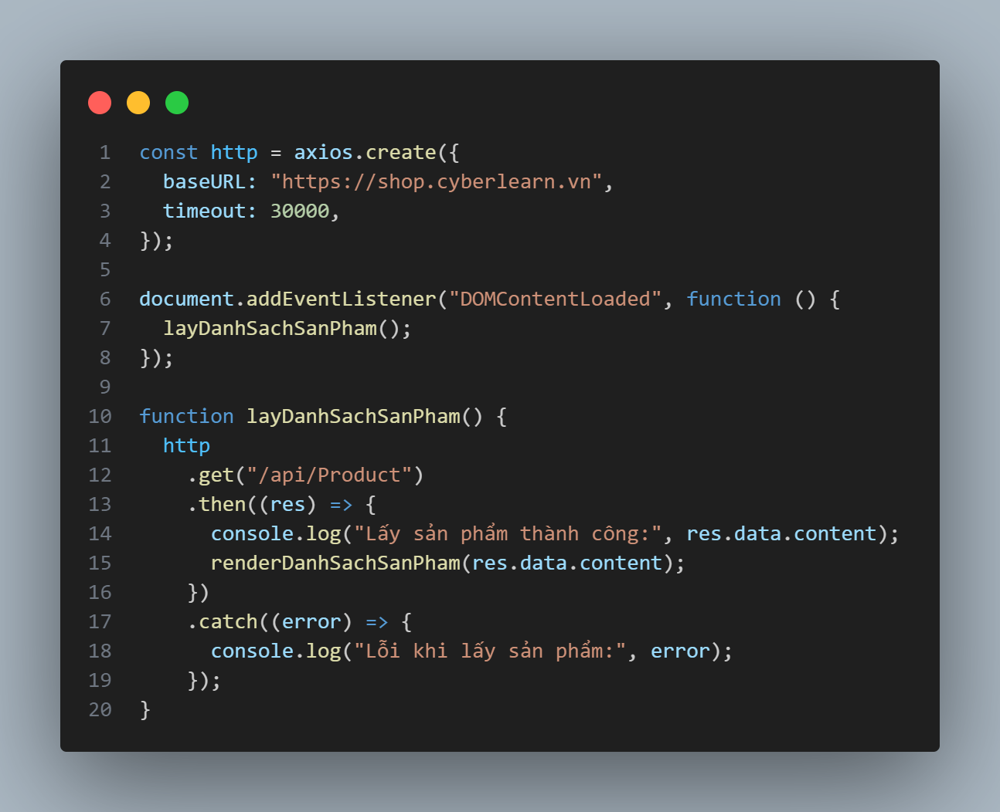 1 const http = axios.create({
2   baseURL: "https://shop.cyberlearn.vn",
3   timeout: 30000,
4 });
5
6 document.addEventListener("DOMContentLoaded", function () {
7   layDanhSachSanPham();
8 });
9
10 function layDanhSachSanPham() {
11   http
12     .get("/api/Product")
13     .then((res) => {
14       console.log("Lấy sản phẩm thành công:", res.data.content);
15       renderDanhSachSanPham(res.data.content);
16     })
17     .catch((error) => {
18       console.log("Lỗi khi lấy sản phẩm:", error);
19     });
20 }